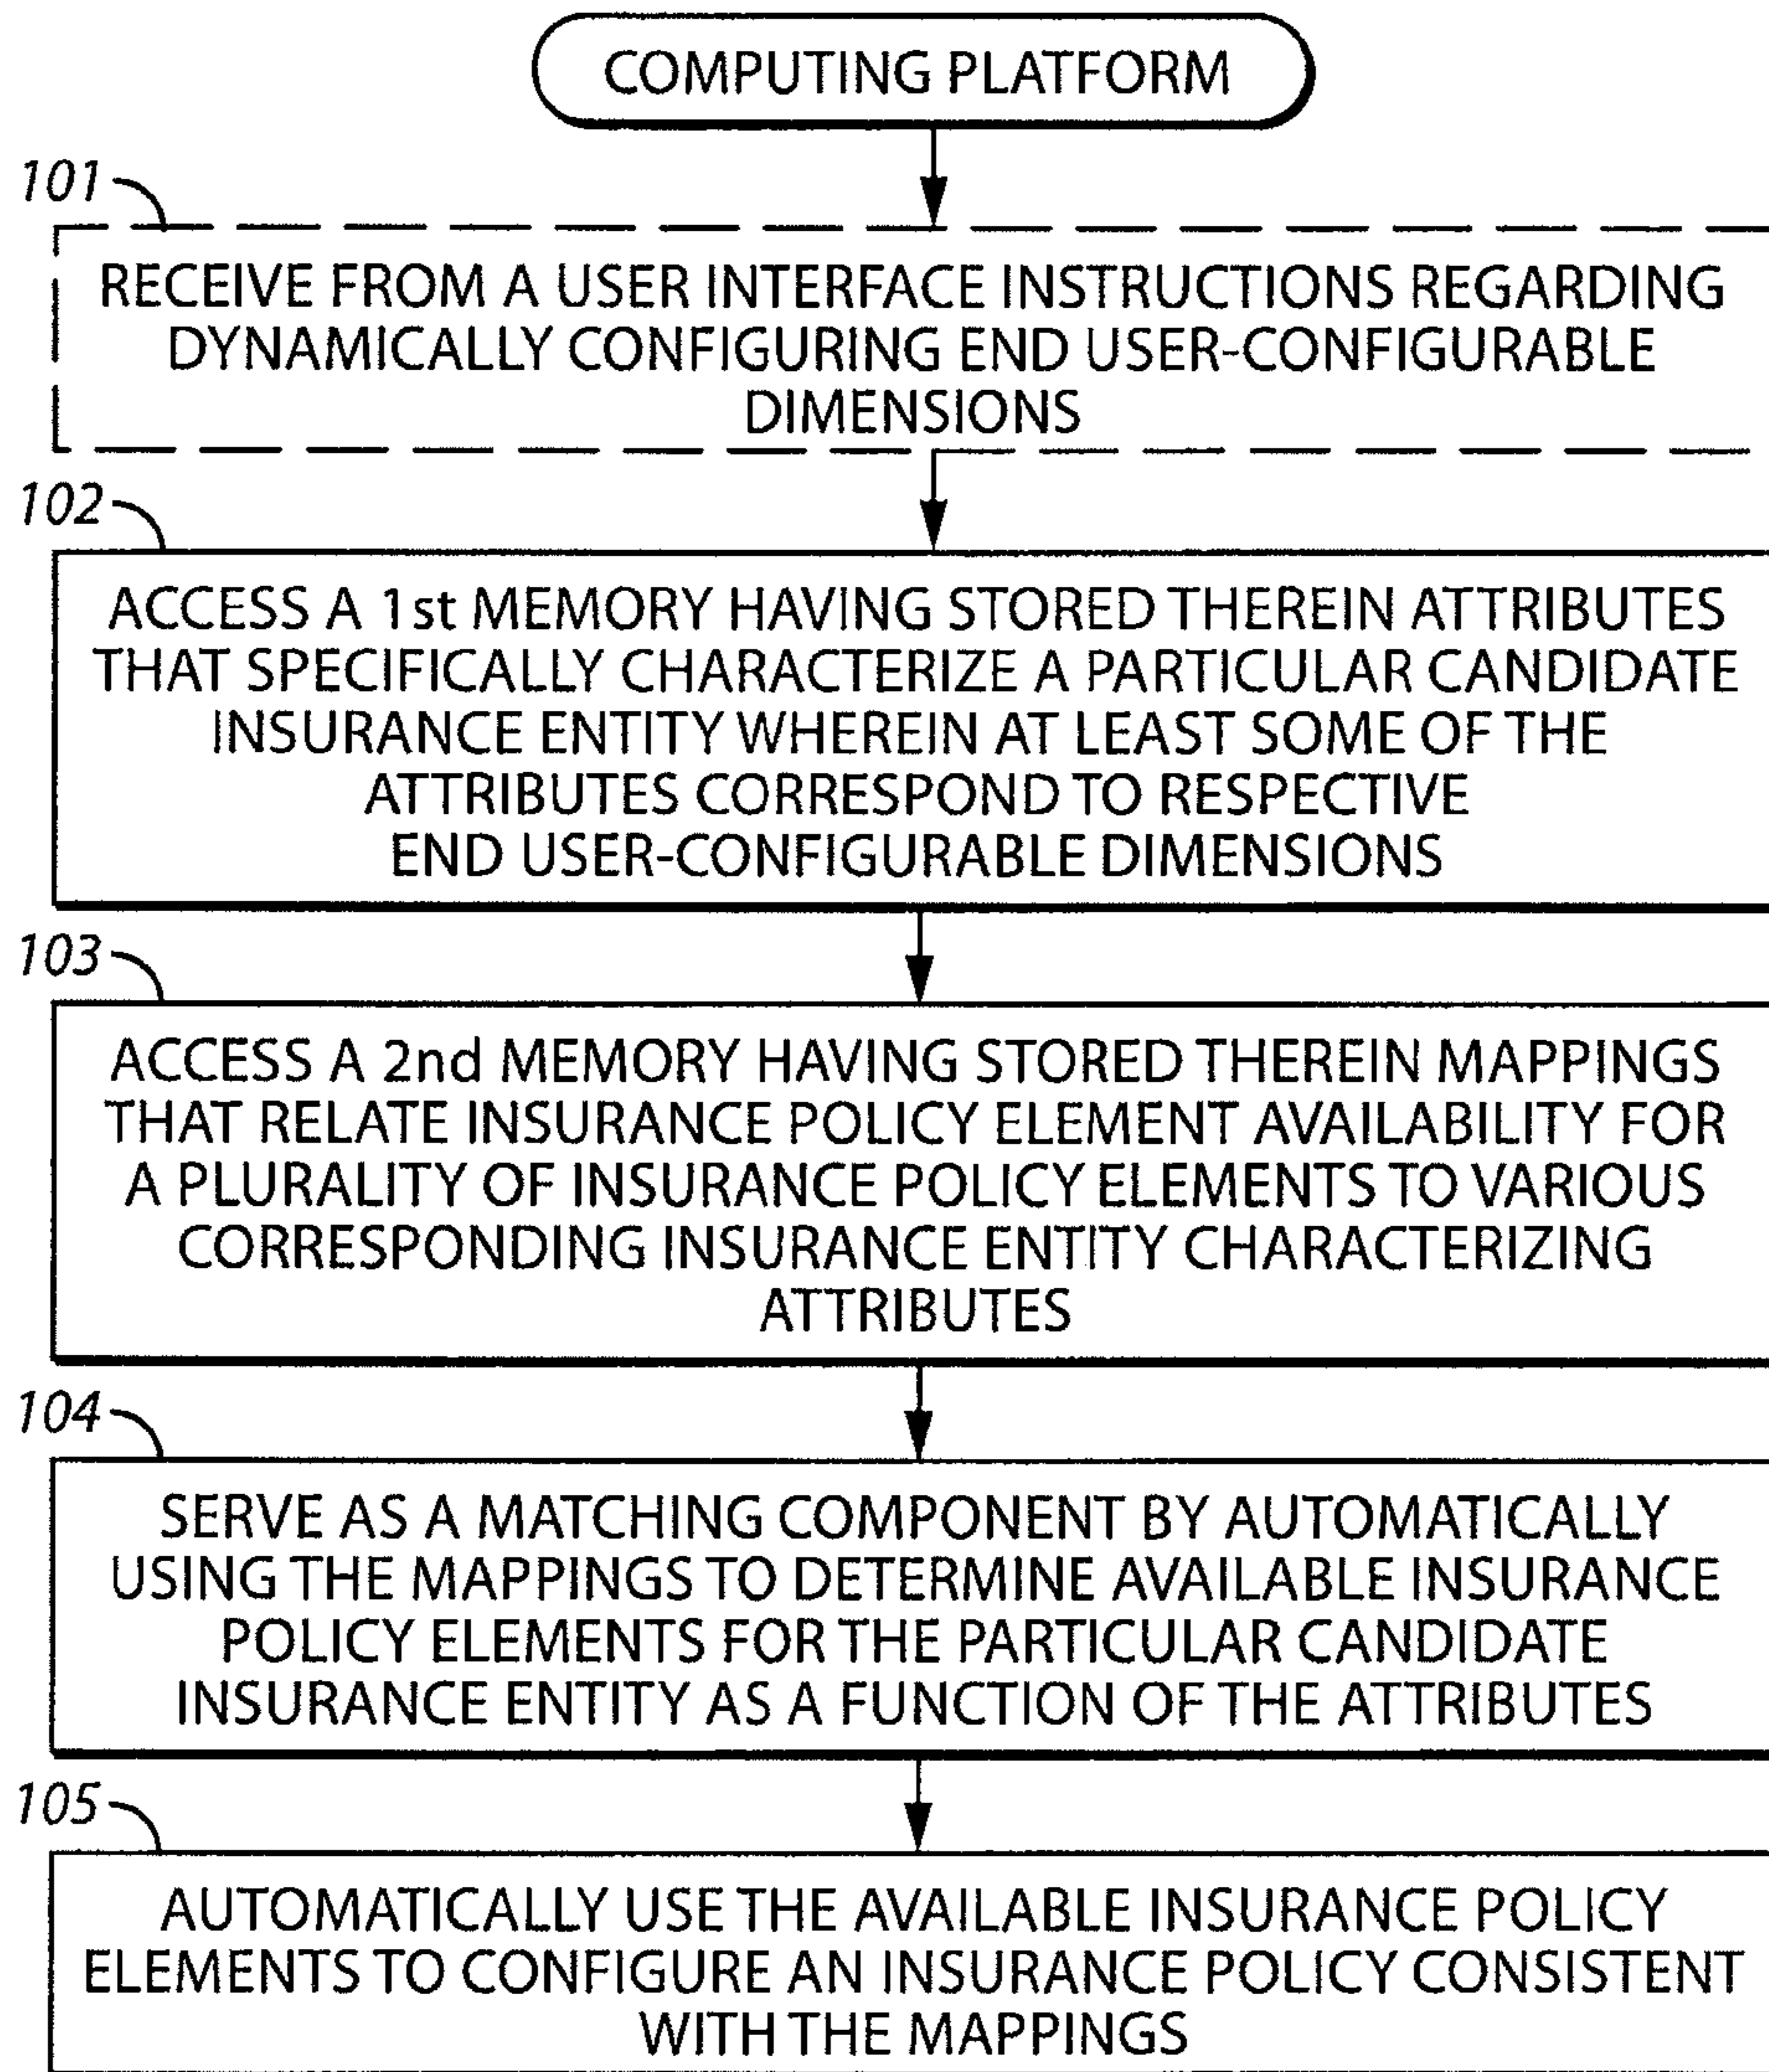 COMPUTING PLATFORM
101
RECEIVE FROM A USER INTERFACE INSTRUCTIONS REGARDING
DYNAMICALLY CONFIGURING END USER-CONFIGURABLE
DIMENSIONS
102
ACCESS A 1st MEMORY HAVING STORED THEREIN ATTRIBUTES
THAT SPECIFICALLY CHARACTERIZE A PARTICULAR CANDIDATE
INSURANCE ENTITY WHEREIN AT LEAST SOME OF THE
ATTRIBUTES CORRESPOND TO RESPECTIVE
END USER-CONFIGURABLE DIMENSIONS
103
ACCESS A 2nd MEMORY HAVING STORED THEREIN MAPPINGS
THAT RELATE INSURANCE POLICY ELEMENT AVAILABILITY FOR
A PLURALITY OF INSURANCE POLICY ELEMENTS TO VARIOUS
CORRESPONDING INSURANCE ENTITY CHARACTERIZING
ATTRIBUTES
104
SERVE AS A MATCHING COMPONENT BY AUTOMATICALLY
USING THE MAPPINGS TO DETERMINE AVAILABLE INSURANCE
POLICY ELEMENTS FOR THE PARTICULAR CANDIDATE
INSURANCE ENTITY AS A FUNCTION OF THE ATTRIBUTES
105
AUTOMATICALLY USE THE AVAILABLE INSURANCE POLICY
ELEMENTS TO CONFIGURE AN INSURANCE POLICY CONSISTENT
WITH THE MAPPINGS